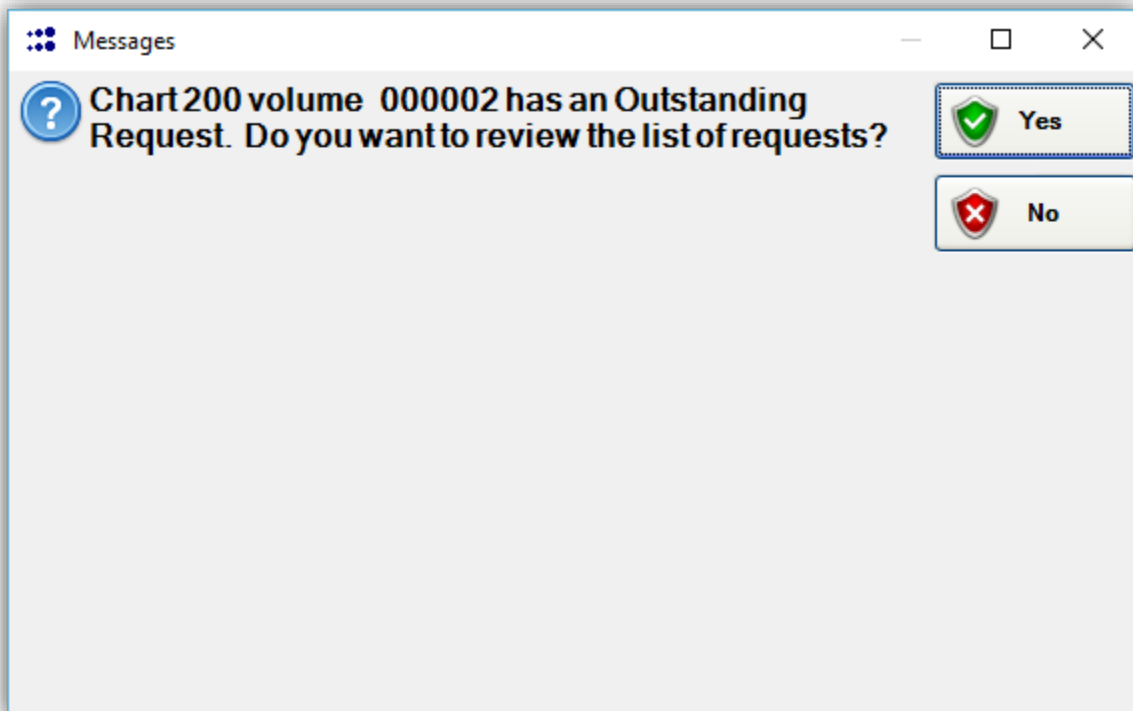 Messages
Chart 200 volume  000002 has an Outstanding
Request.  Do you want to review the list of requests?
Yes
No